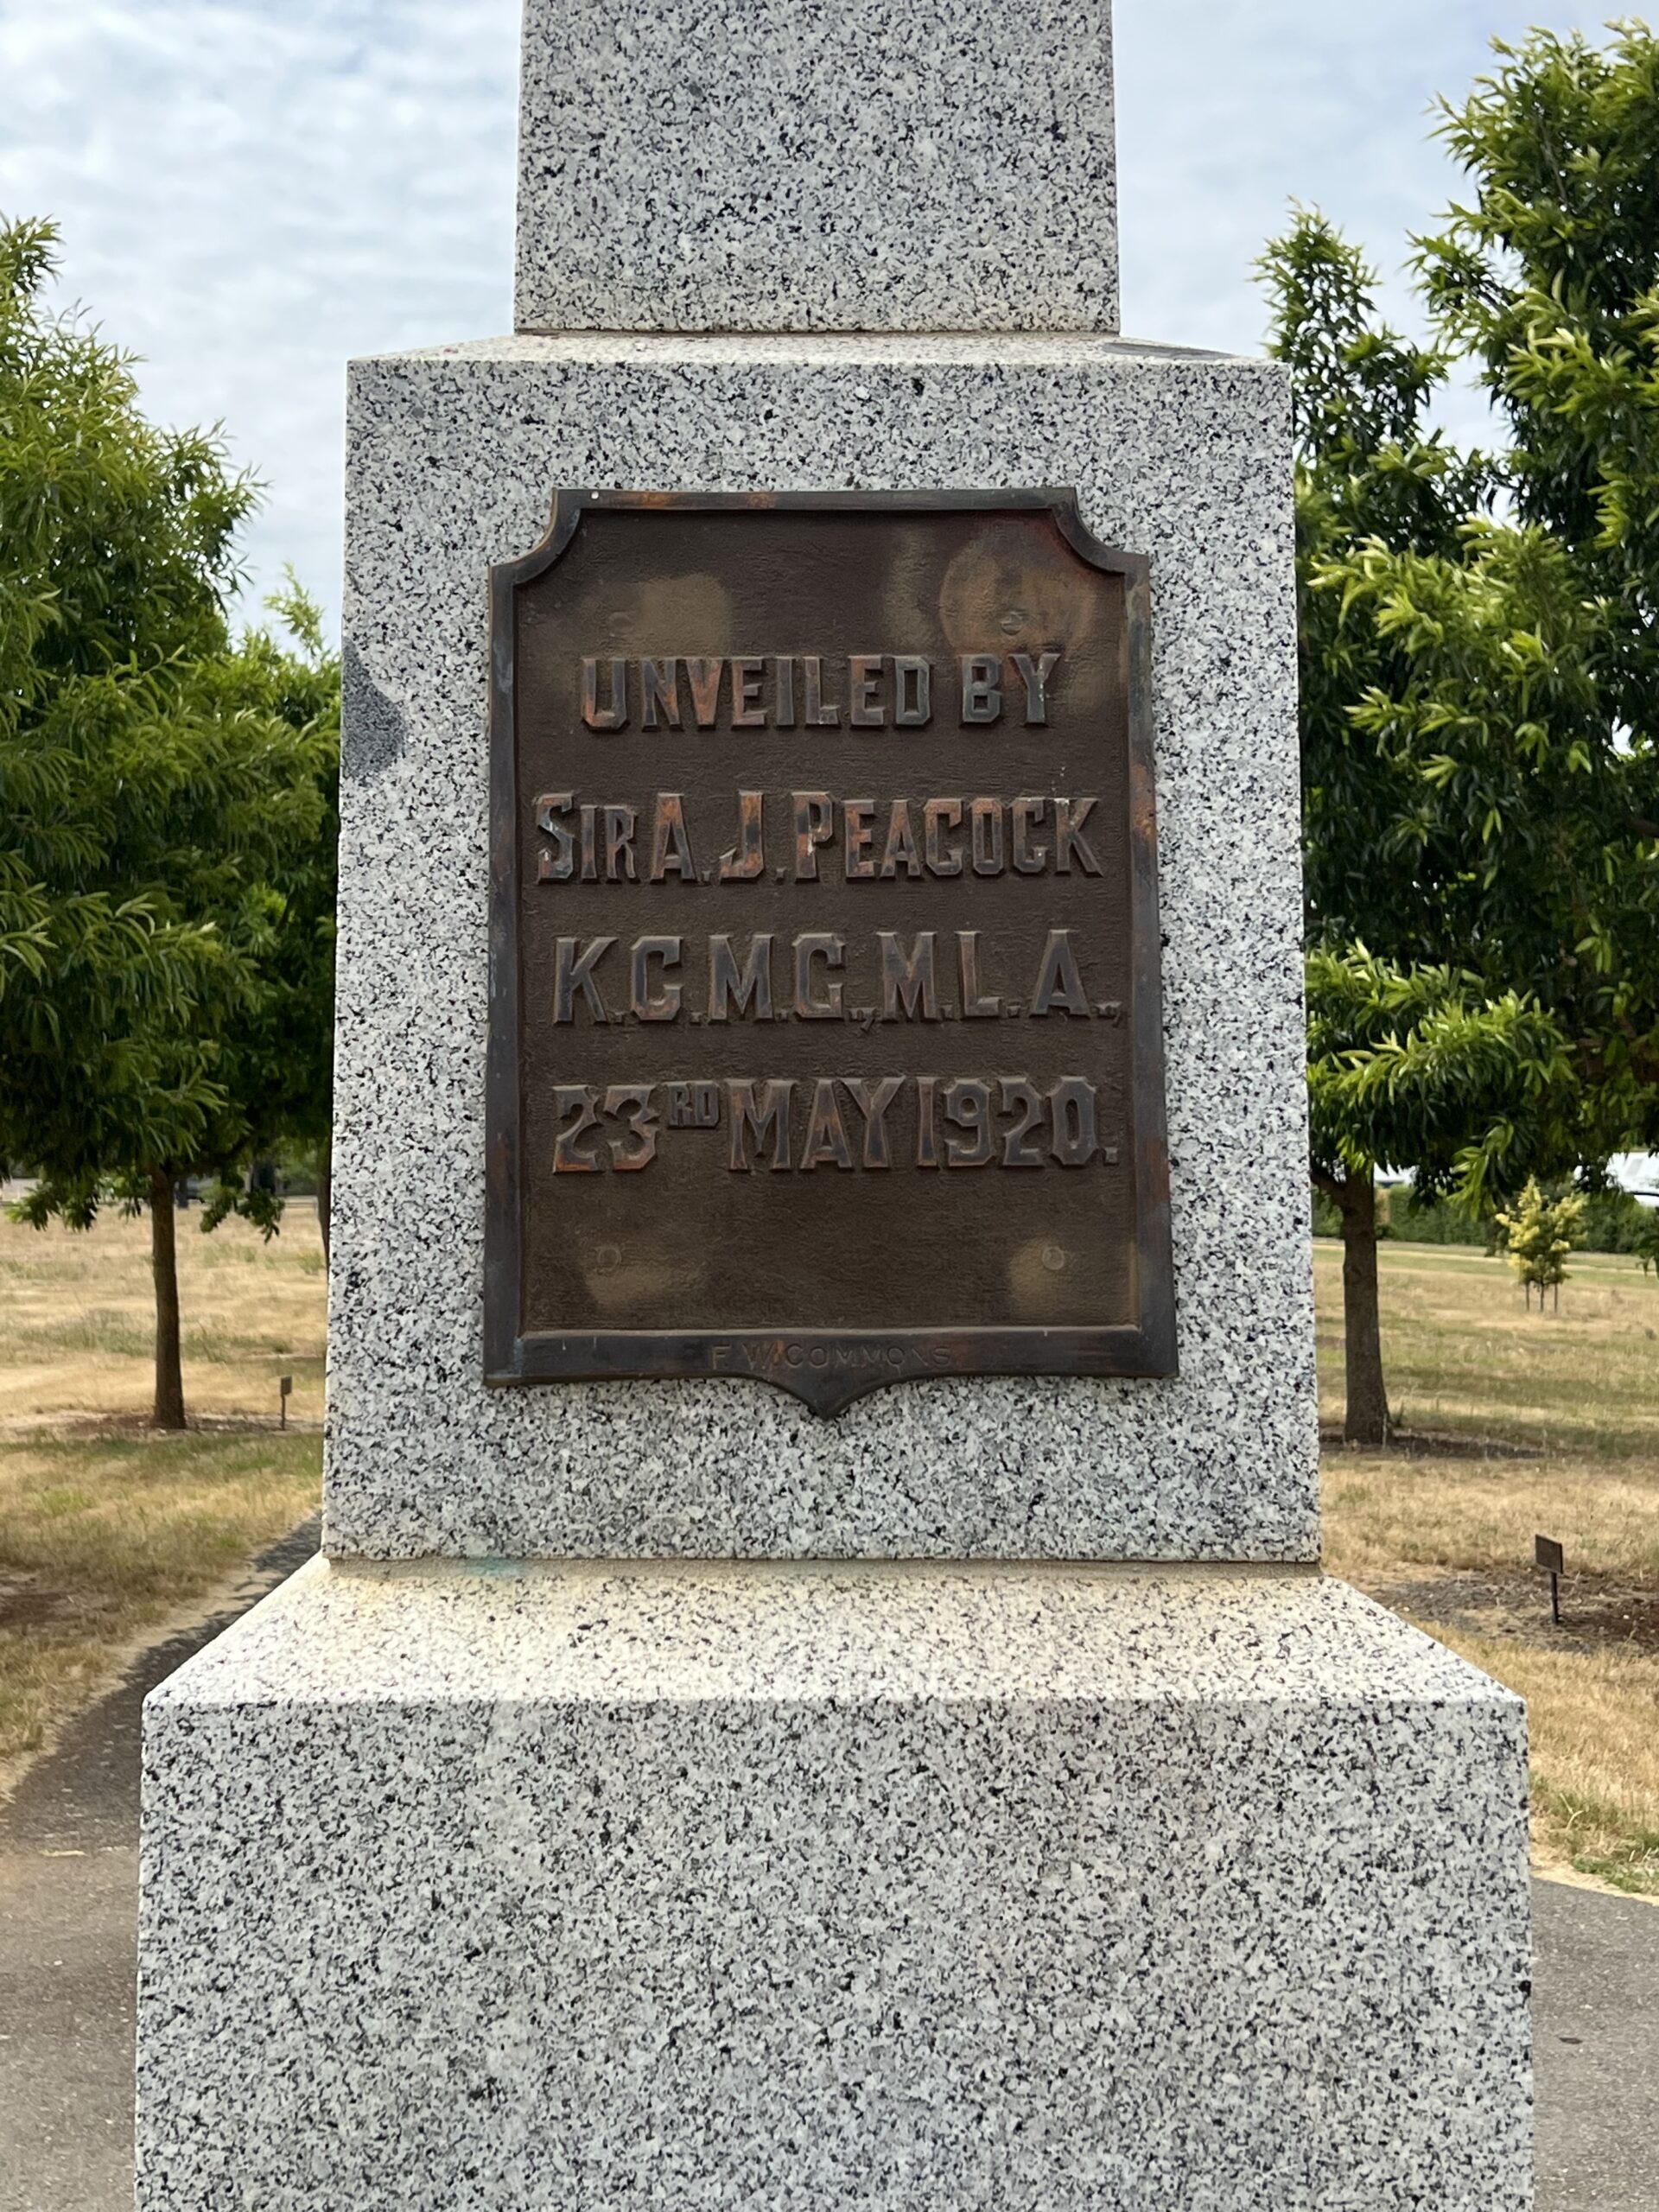 UNVEILED BY
SIR A. J. PEACOCK
K.C.M.G., M.L.A.,
23RD MAY 1920.
F. W. COMMONS